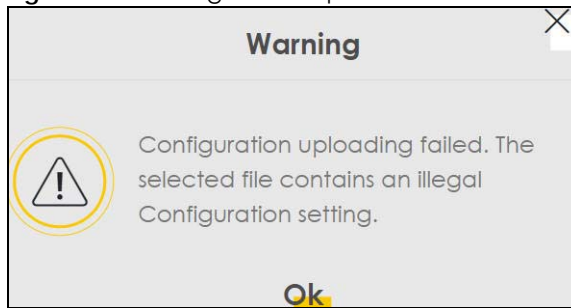 Warning
Configuration uploading failed. The
selected file contains an illegal
Configuration setting.
Ok